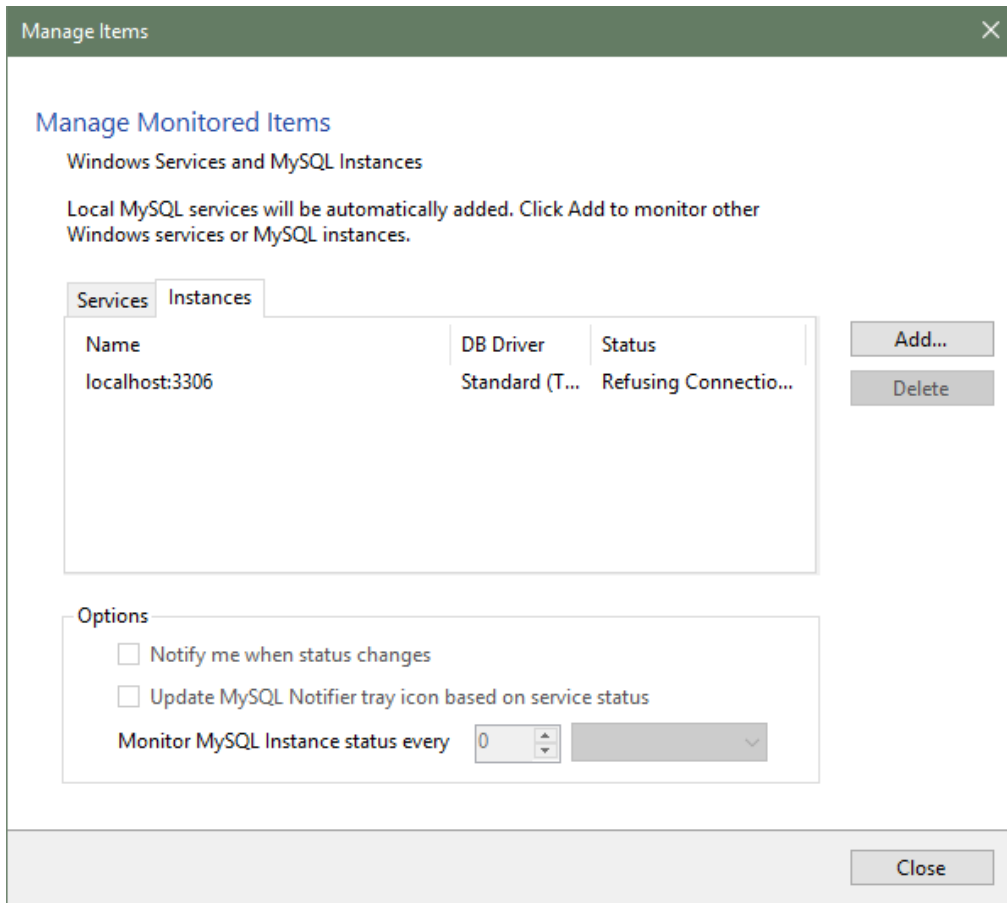 Manage Items
Manage Monitored Items
Windows Services and MySQL Instances
Local MySQL services will be automatically added. Click Add to monitor other
Windows services or MySQL instances.
Services Instances
Name DB Driver Status
localhost:3306 Standard (T... Refusing Connectio...
Add...
Delete
Options
Notify me when status changes
Update MySQL Notifier tray icon based on service status
Monitor MySQL Instance status every 0
Close